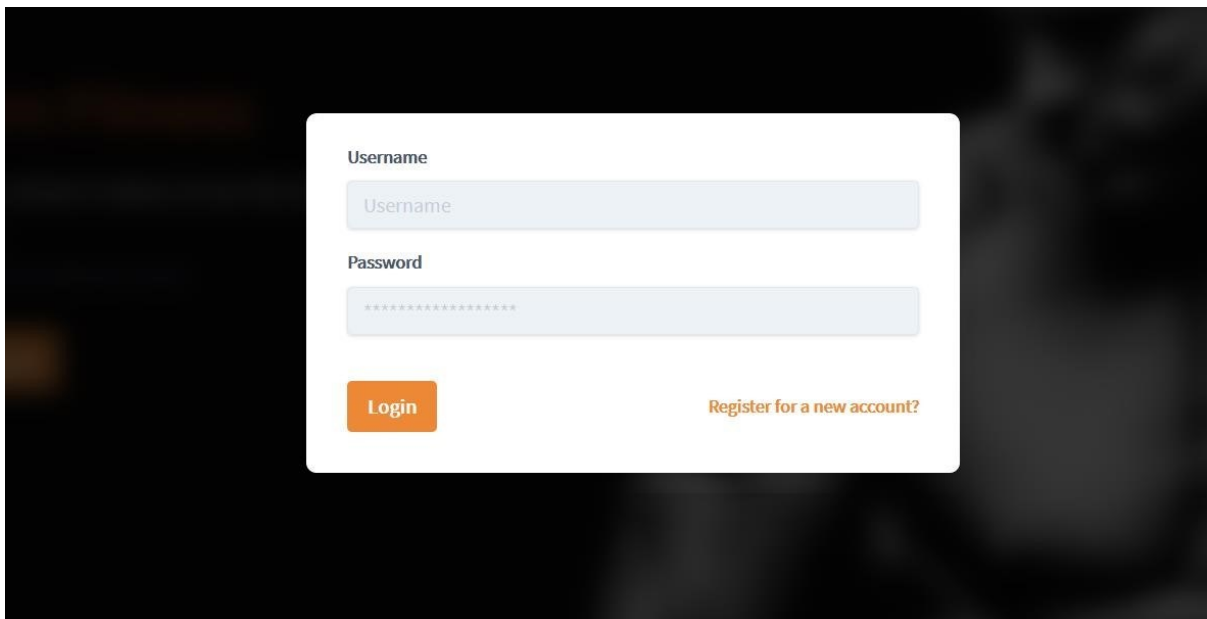 Username
Username
Password
******************
Login
Register for a new account?